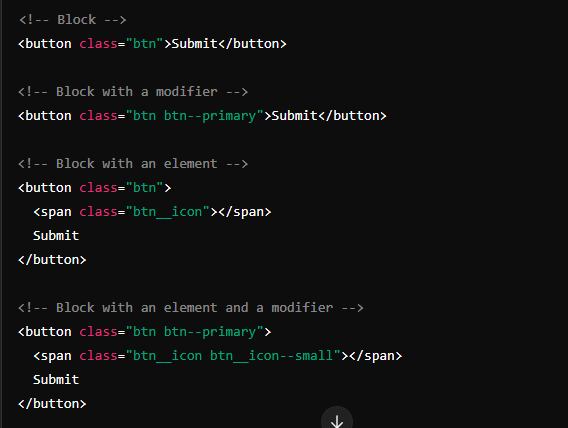 <!-- Block -->
<button class="btn">Submit</button>
<!-- Block with a modifier -->
<button class="btn btn--primary">Submit</button>
<!-- Block with an element -->
<button class="btn">
<span class="btn__icon"></span>
Submit
</button>
<!-- Block with an element and a modifier -->
<button class="btn btn--primary">
<span class="btn__icon btn__icon--small"></span>
Submit
</button>